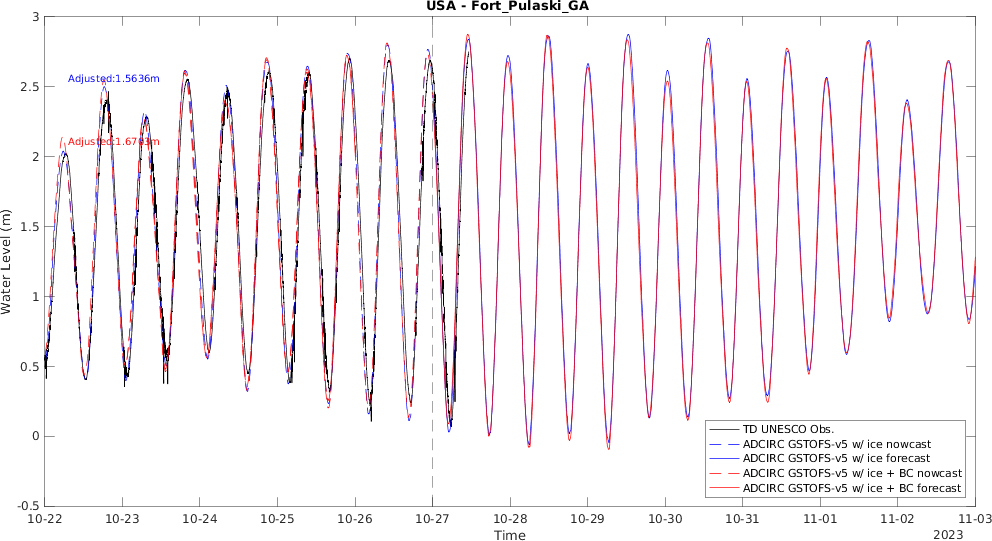 USA - Fort_Pulaski_GA
3
2.5
2
1.5
1
0.5
0
-0.5
Water Level (m)
Adjusted:1.5636m
Adjusted:1.6703m
TD UNESCO Obs.
ADCIRC GSTOFS-v5 w/ ice nowcast
ADCIRC GSTOFS-v5 w/ ice forecast
ADCIRC GSTOFS-v5 w/ ice + BC nowcast
ADCIRC GSTOFS-v5 w/ ice + BC forecast
10-22 10-23 10-24 10-25 10-26 10-27 10-28 10-29 10-30 10-31 11-01 11-02 11-03
Time
2023